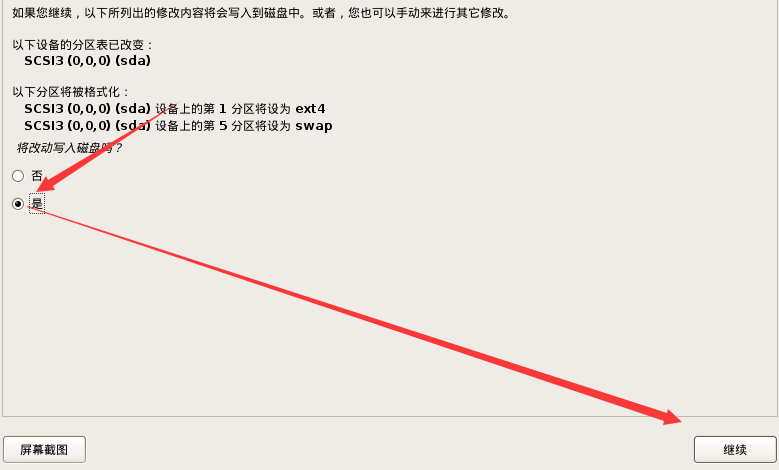 如果您继续，以下所列出的修改内容将会写入到磁盘中。或者，您也可以手动来进行其它修改。
以下设备的分区表已改变：
SCSI3 (0,0,0) (sda)
以下分区将被格式化：
SCSI3 (0,0,0) (sda) 设备上的第 1 分区将设为 ext4
SCSI3 (0,0,0) (sda) 设备上的第 5 分区将设为 swap
将改动写入磁盘吗？
否
是
屏幕截图
继续